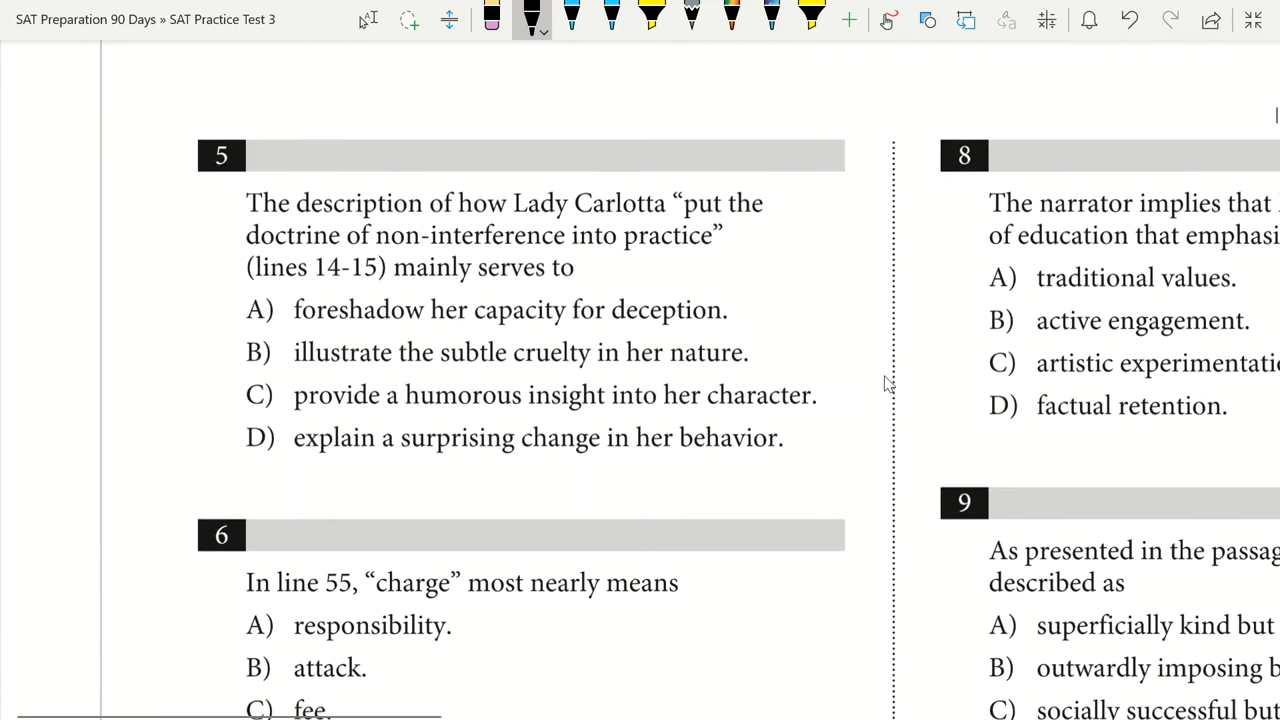 SAT Preparation 90 Days » SAT Practice Test 3
5
The description of how Lady Carlotta “put the
doctrine of non-interference into practice”
(lines 14-15) mainly serves to
A) foreshadow her capacity for deception.
B) illustrate the subtle cruelty in her nature.
C) provide a humorous insight into her character.
D) explain a surprising change in her behavior.
6
In line 55, “charge” most nearly means
A) responsibility.
B) attack.
C) fee.
8
The narrator implies that
of education that emphasi
A) traditional values.
B) active engagement.
C) artistic experimentatio
D) factual retention.
9
As presented in the passag
described as
A) superficially kind but
B) outwardly imposing b
C) socially successful but